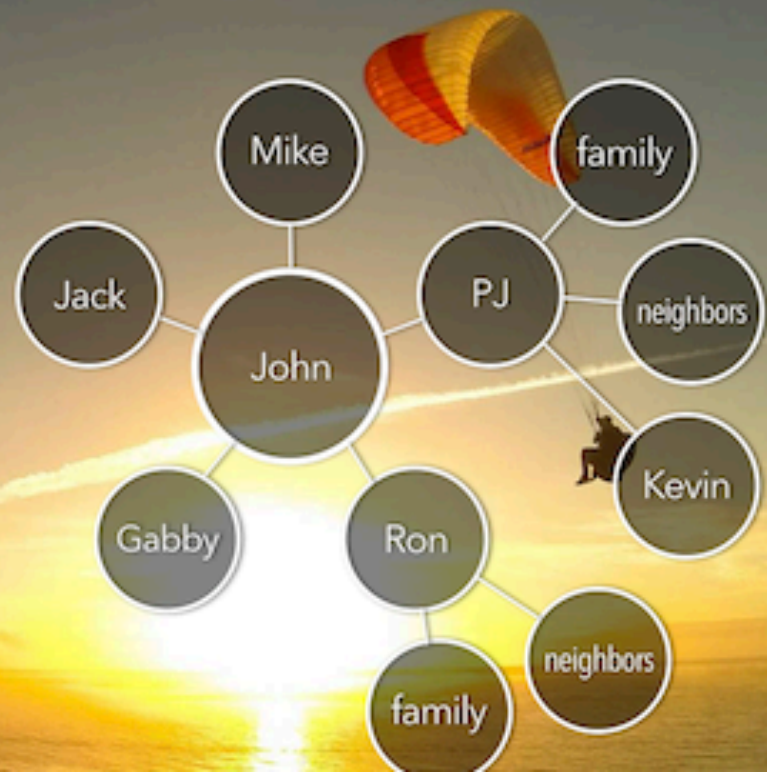 Mike
family
Jack
PJ
neighbors
John
Kevin
Gabby
Ron
neighbors
family